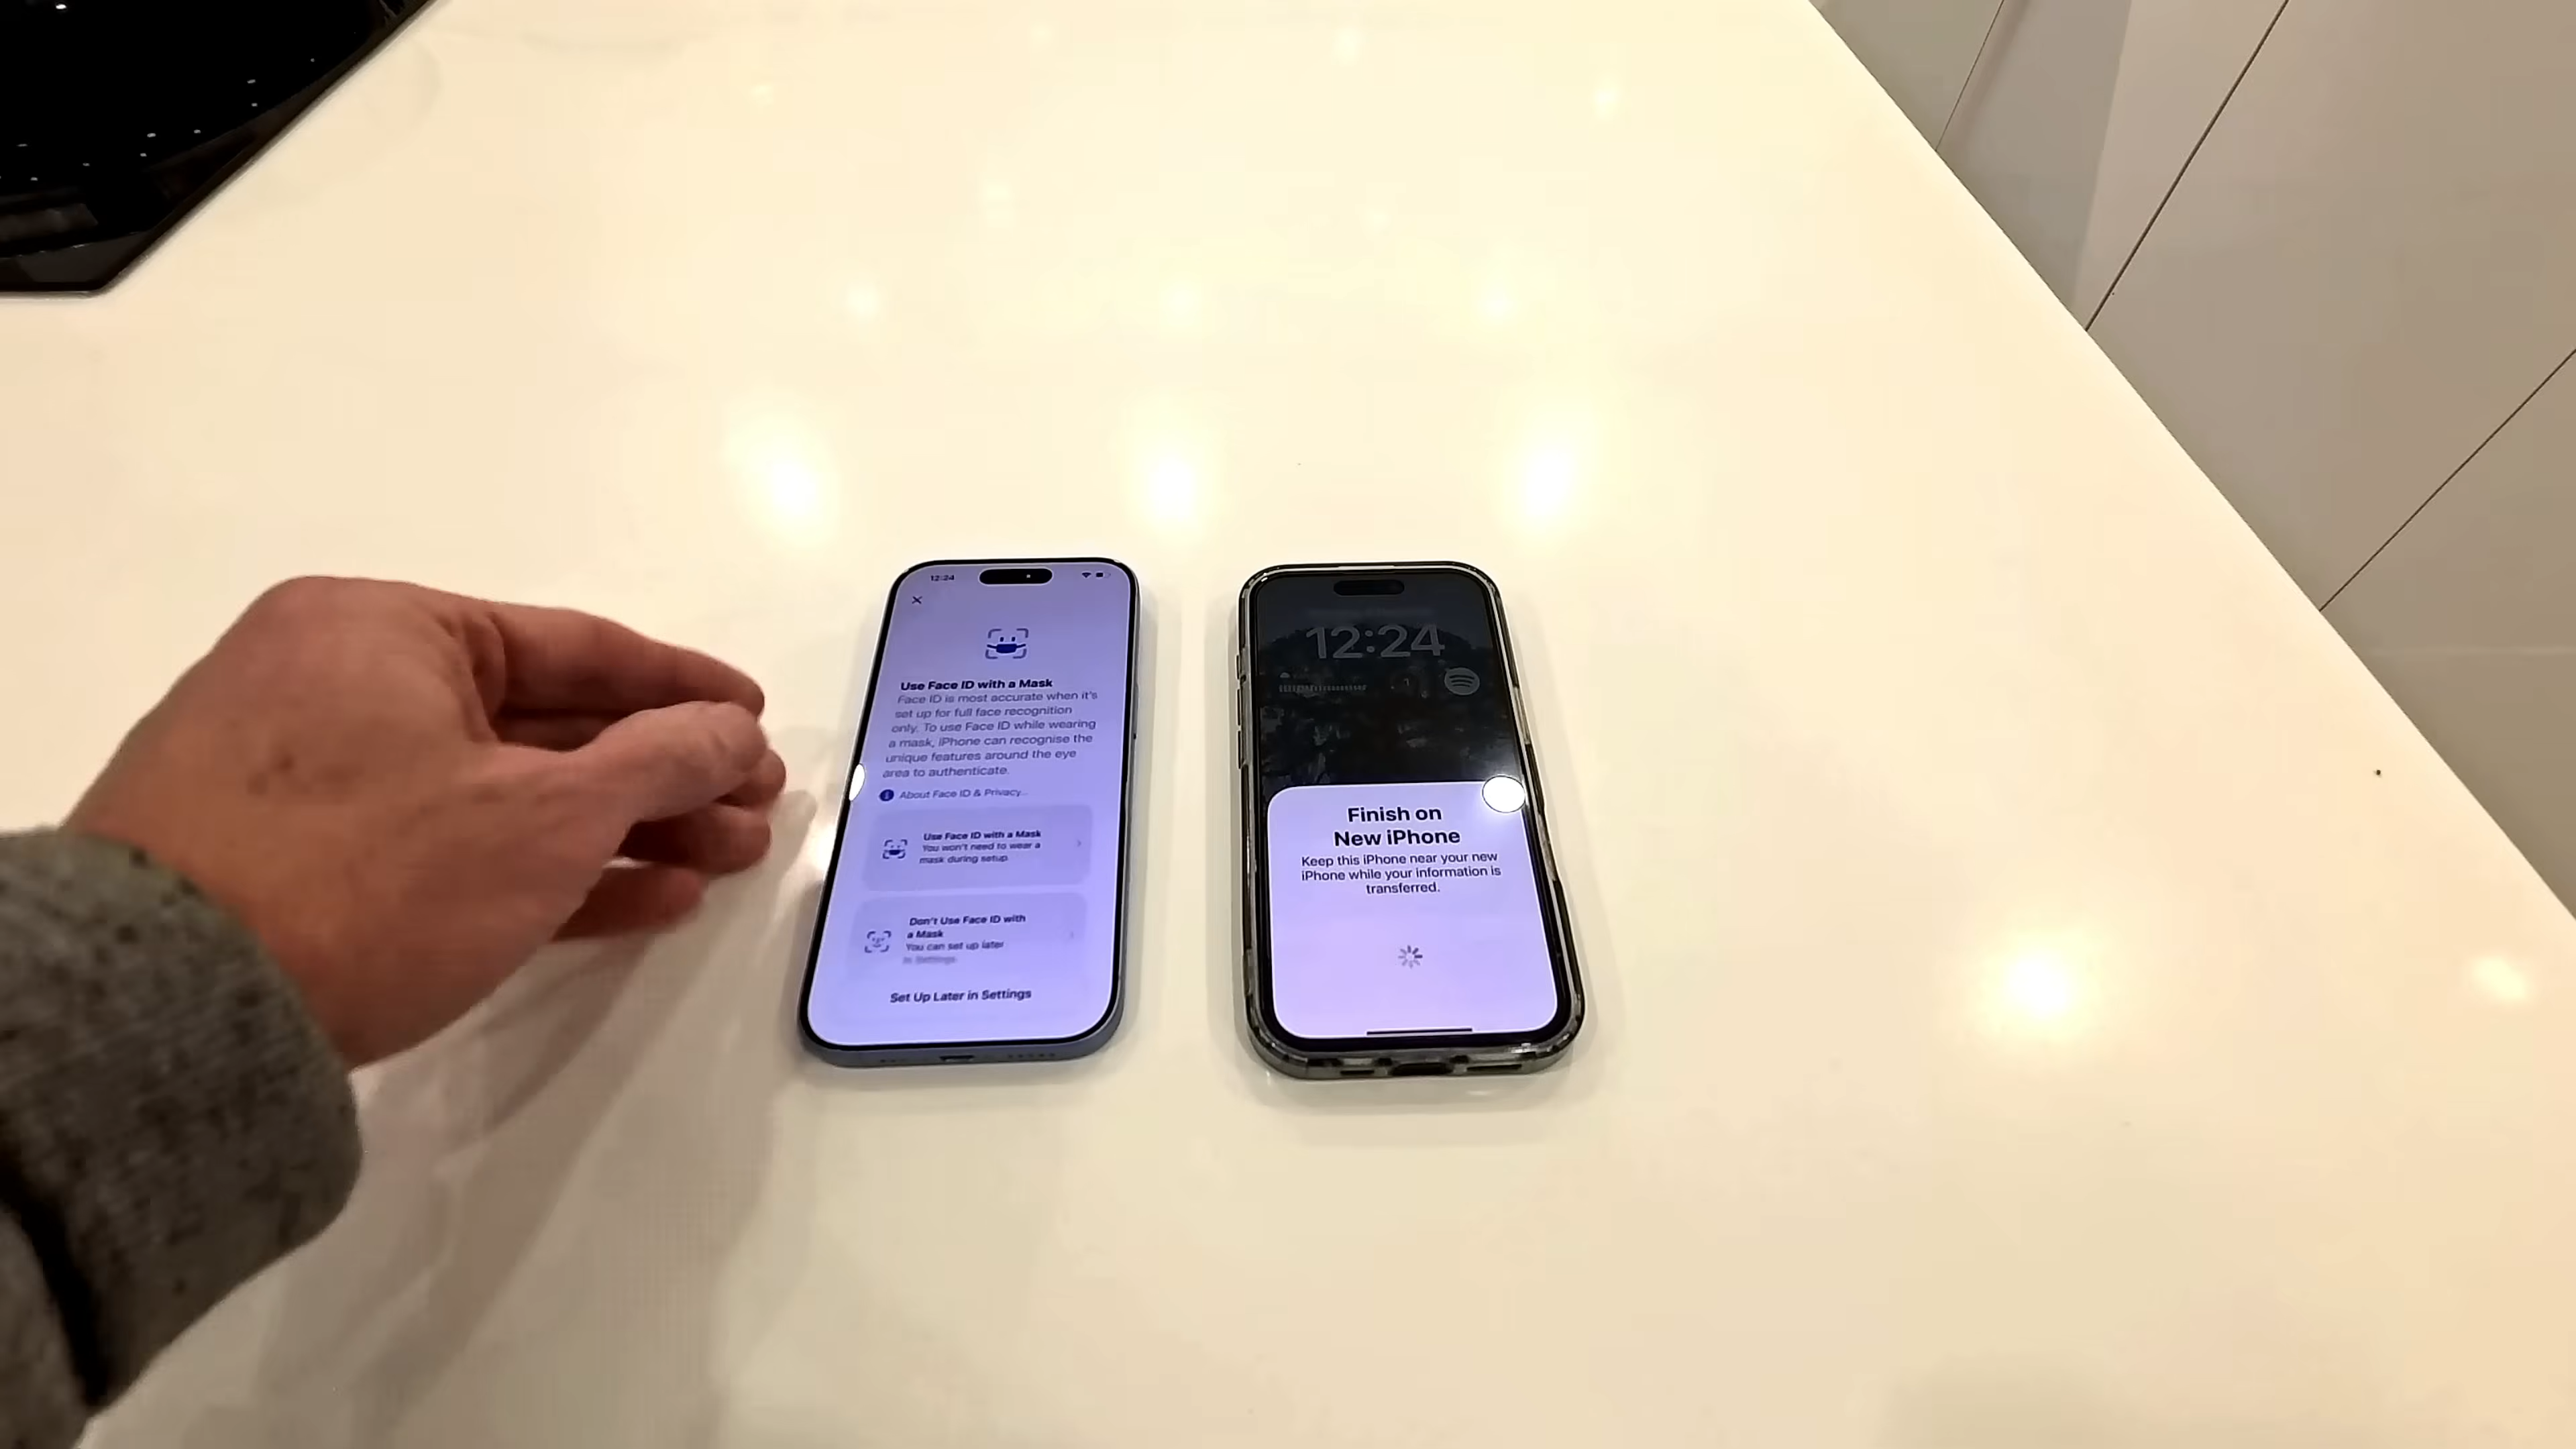 12:24
Use Face ID with a Mask
Face ID is most accurate when it's
set up for full face recognition
only. To use Face ID while wearing
a mask, iPhone can recognise the
unique features around the eye
area to authenticate.
About Face ID & Privacy...
Use Face ID with a Mask
You won't need to wear a
mask during setup
Don't Use Face ID with
a Mask
You can set up later
in Settings
Set Up Later in Settings
12:24
Finish on
New iPhone
Keep this iPhone near your new
iPhone while your information is
transferred.